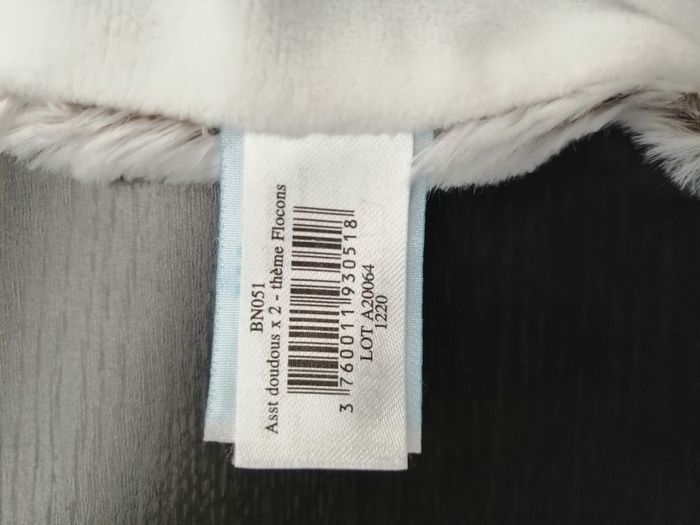 BN051
Asst doudous x 2 - thème Flocons
3 760011 930518
LOT A20064
1220